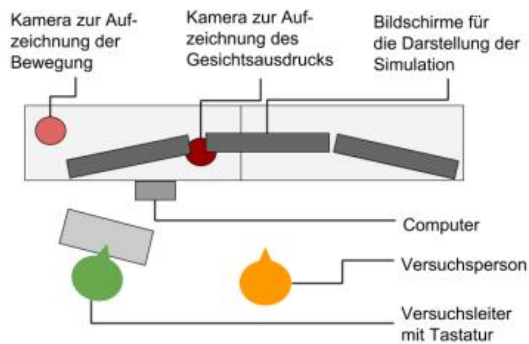 Kamera zur Auf-
zeichnung der
Bewegung
Kamera zur Auf-
zeichnung des
Gesichtsausdrucks
Bildschirme für
die Darstellung der
Simulation
Computer
Versuchsperson
Versuchsleiter
mit Tastatur